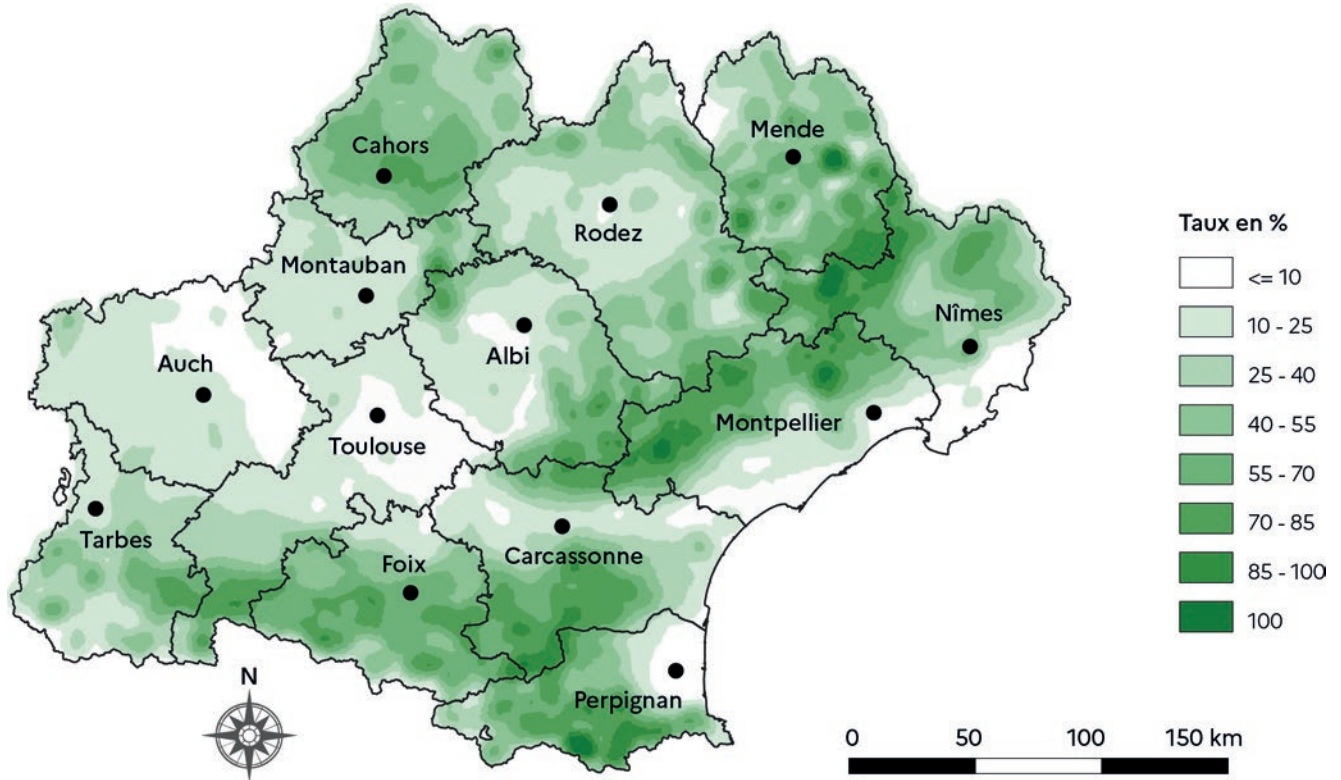 Cahors
Mende
Rodez
Montauban
Nîmes
Albi
Auch
Montpellier
Toulouse
Tarbes
Foix
Carcassonne
Perpignan
N
Taux en %
<= 10
10 - 25
25 - 40
40 - 55
55 - 70
70 - 85
85 - 100
100
0 50 100 150 km